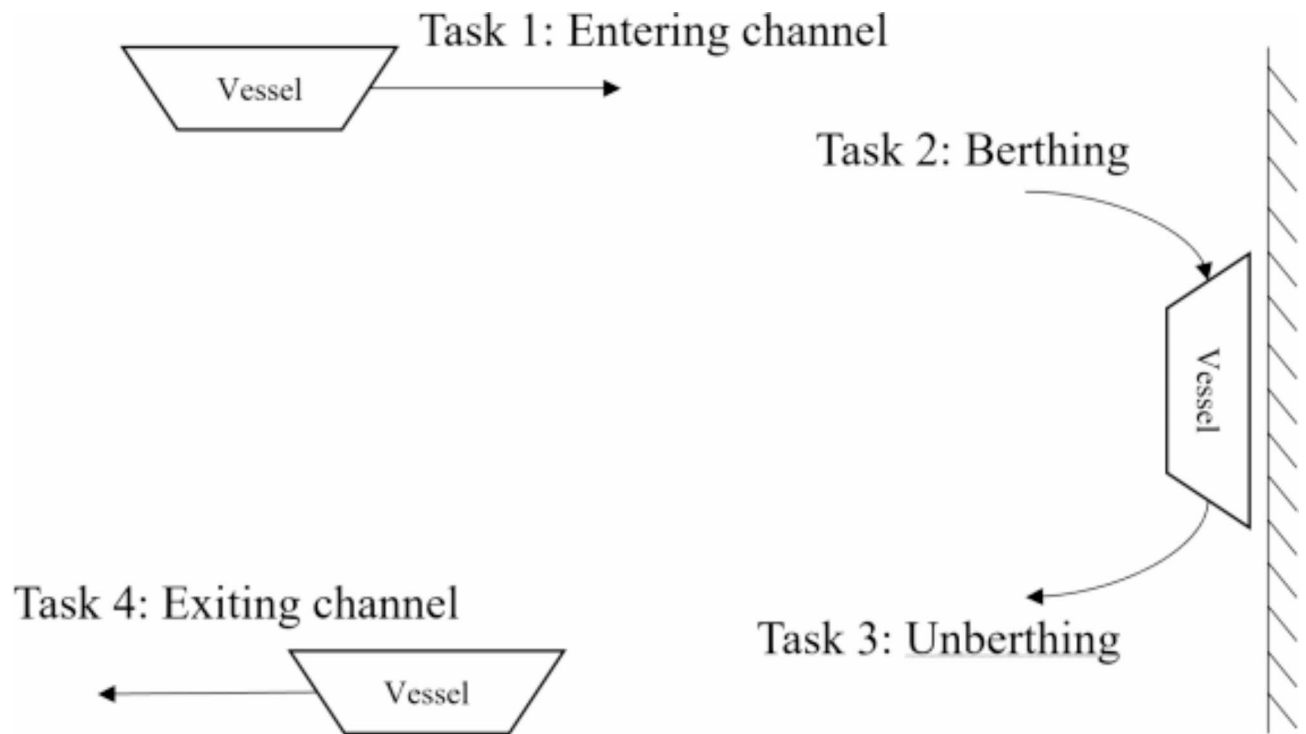 Task 1: Entering channel
Vessel
Task 2: Berthing
Vessel
Task 3: Unberthing
Task 4: Exiting channel
Vessel